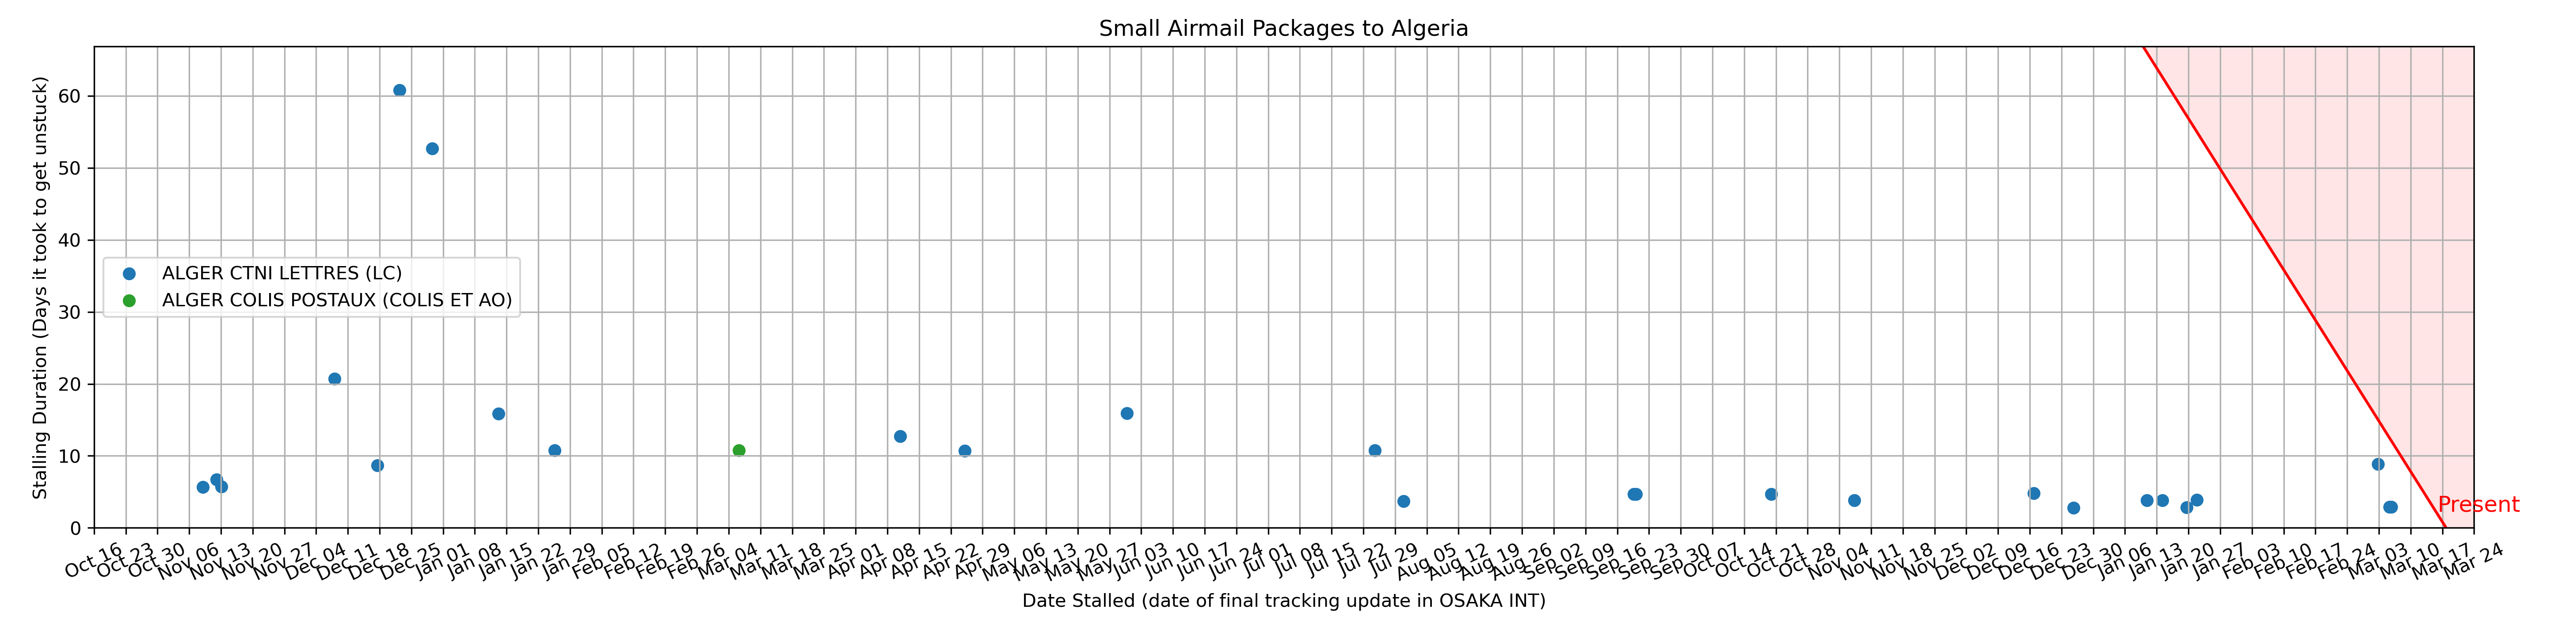 Small Airmail Packages to Algeria
Stalling Duration (Days it took to get unstuck)
60
50
40
30
20
10
0
ALGER CTNI LETTRES (LC)
ALGER COLIS POSTAUX (COLIS ET AO)
Present
Oct 16
Oct 23
Oct 30
Nov 06
Nov 13
Nov 20
Nov 27
Dec 04
Dec 11
Dec 18
Dec 25
Jan 01
Jan 08
Jan 15
Jan 22
Jan 29
Feb 05
Feb 12
Feb 19
Feb 26
Mar 04
Mar 11
Mar 18
Mar 25
Apr 01
Apr 08
Apr 15
Apr 22
Apr 29
May 06
May 13
May 20
May 27
Jun 03
Jun 10
Jun 17
Jun 24
Jul 01
Jul 08
Jul 15
Jul 22
Jul 29
Aug 05
Aug 12
Aug 19
Aug 26
Sep 02
Sep 09
Sep 16
Sep 23
Sep 30
Oct 07
Oct 14
Oct 21
Oct 28
Nov 04
Nov 11
Nov 18
Nov 25
Dec 02
Dec 09
Dec 16
Dec 23
Dec 30
Jan 06
Jan 13
Jan 20
Jan 27
Feb 03
Feb 10
Feb 17
Feb 24
Mar 03
Mar 10
Mar 17
Mar 24
Date Stalled (date of final tracking update in OSAKA INT)